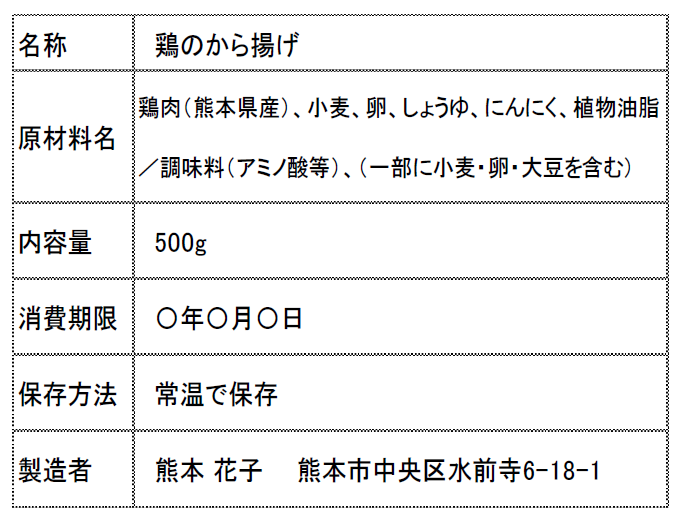 名称 鶏のから揚げ
原材料名 鶏肉（熊本県産）、小麦、卵、しょうゆ、にんにく、植物油脂
／調味料（アミノ酸等）、（一部に小麦・卵・大豆を含む）
内容量 500g
消費期限 〇年〇月〇日
保存方法 常温で保存
製造者 熊本 花子 熊本市中央区水前寺6-18-1